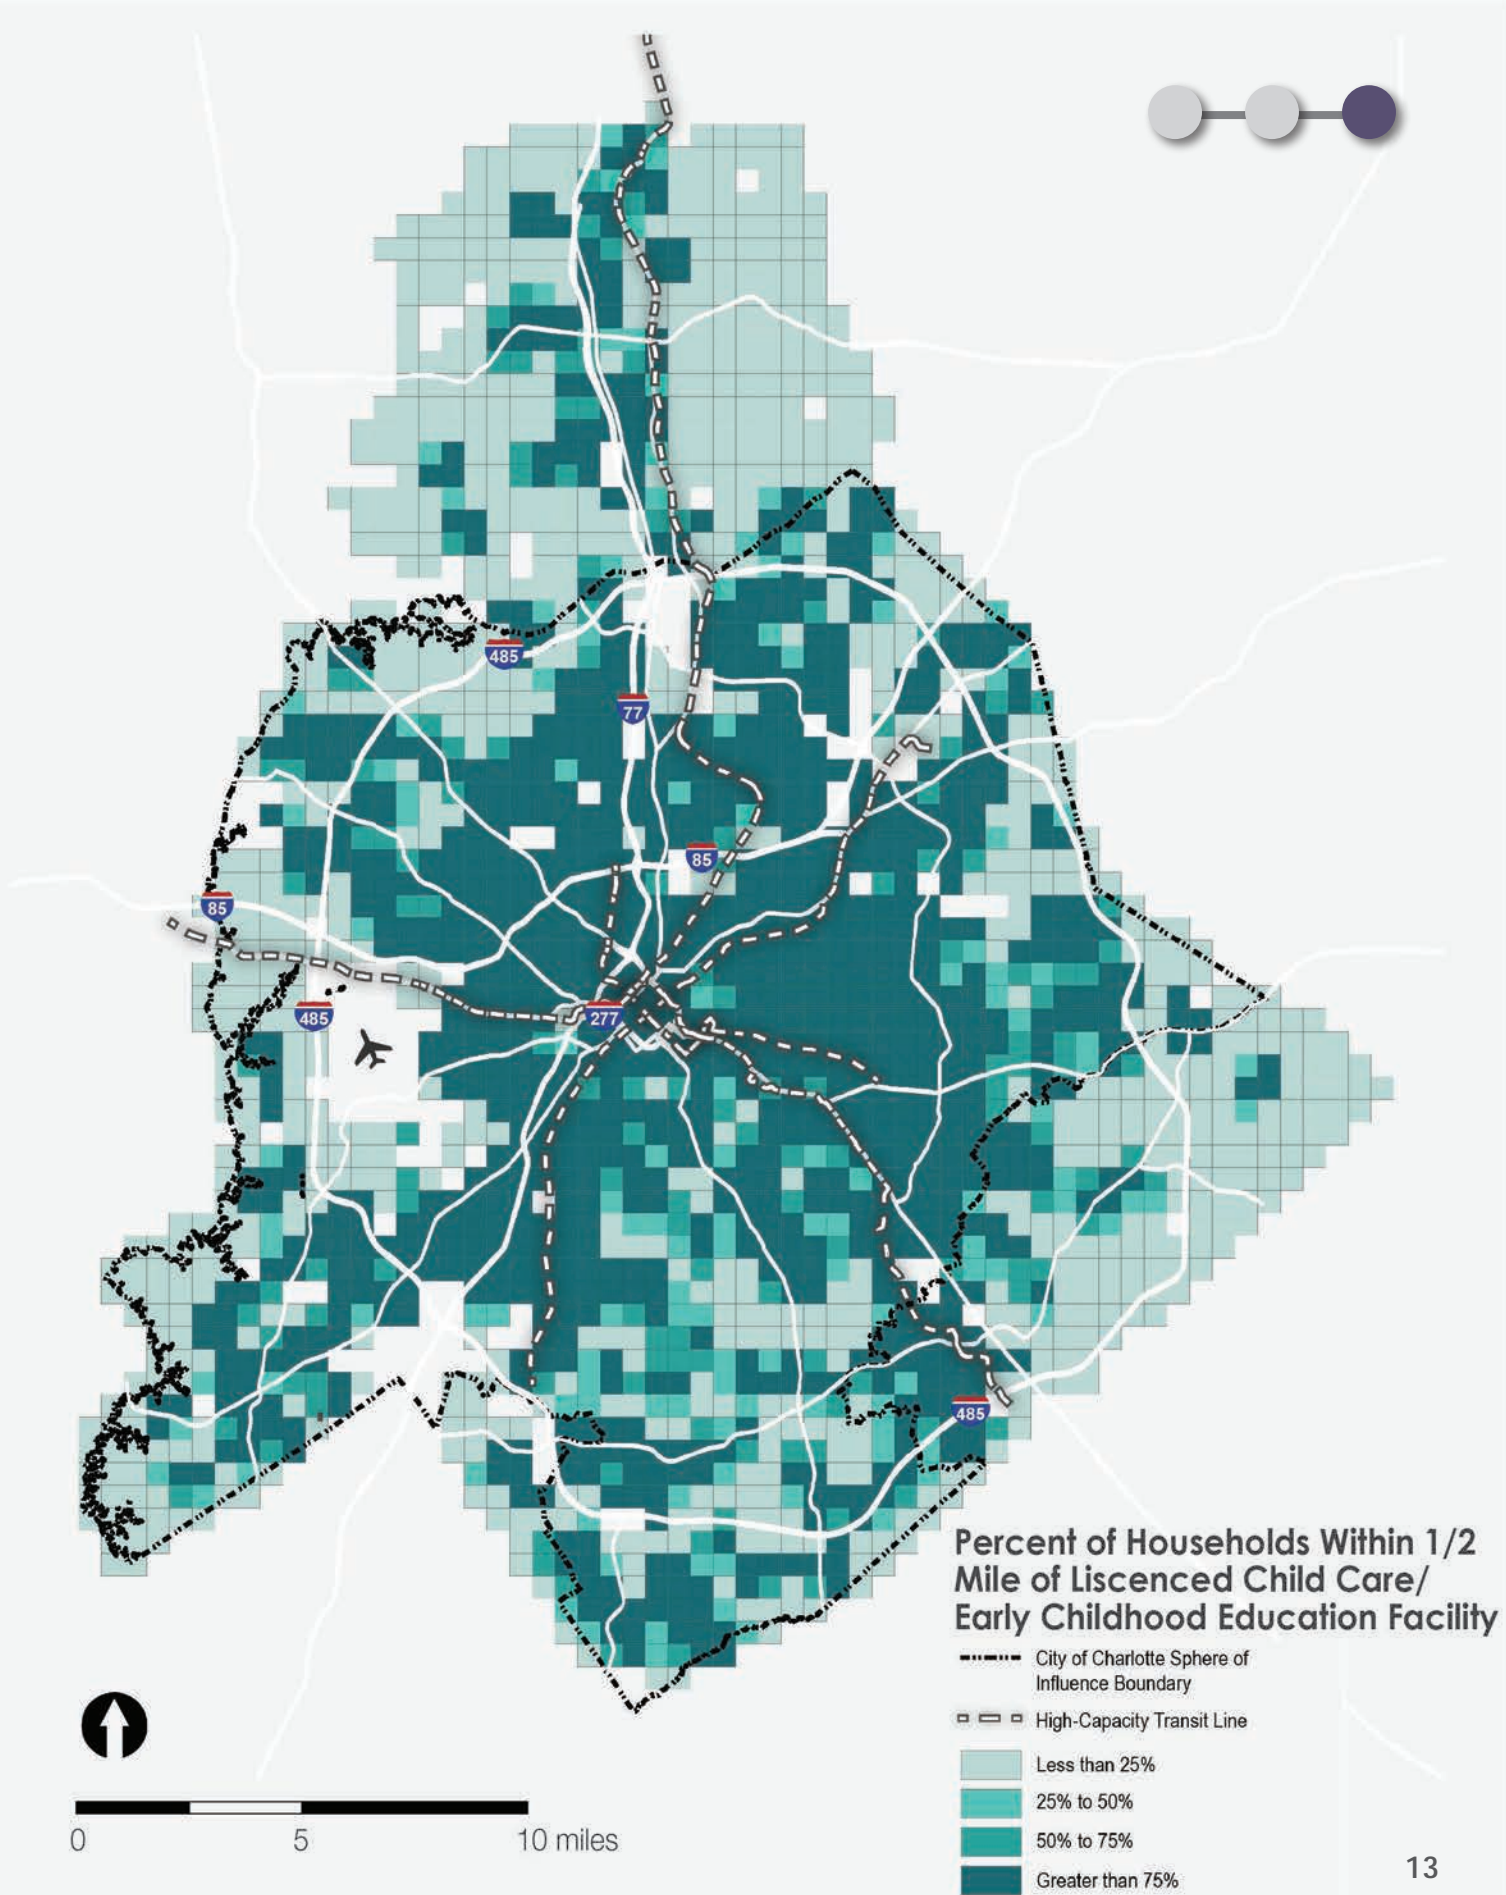 485
77
85
85
485
277
485
Percent of Households Within 1/2
Mile of Liscenced Child Care/
Early Childhood Education Facility
City of Charlotte Sphere of
Influence Boundary
High-Capacity Transit Line
Less than 25%
25% to 50%
50% to 75%
Greater than 75%
0 5 10 miles
13